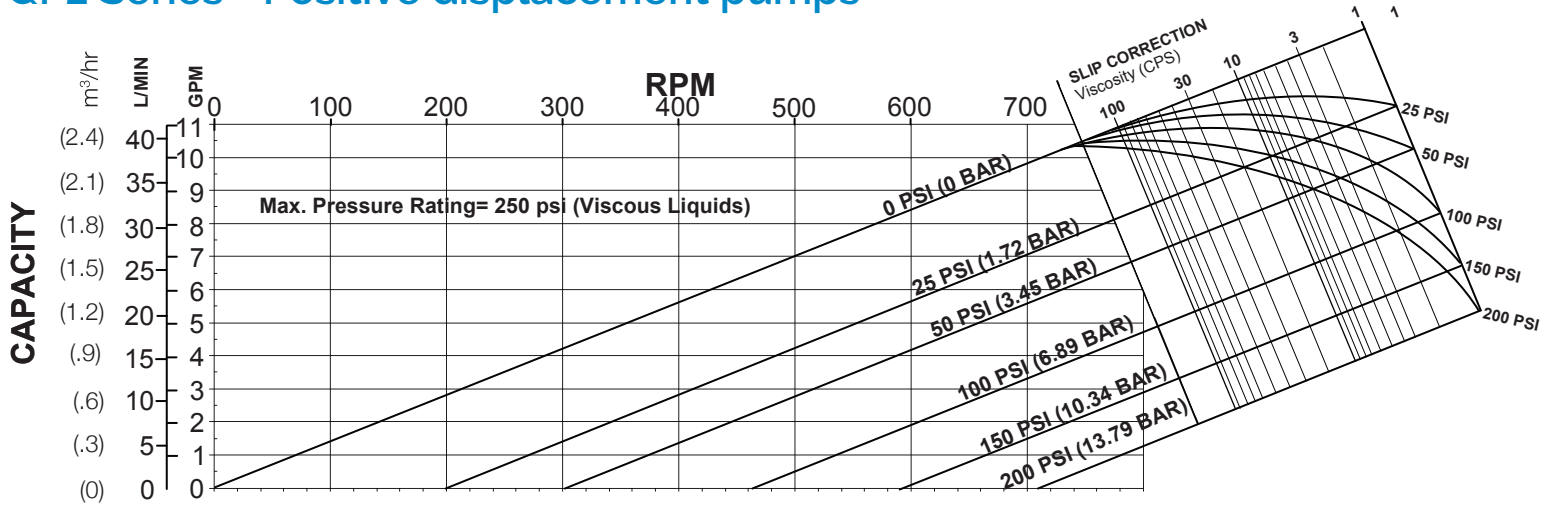 Series Positive displacement pumps
RPM
0 100 200 300 400 500 600 700
CAPACITY
m³/hr
(2.4)
(2.1)
(1.8)
(1.5)
(1.2)
(.9)
(.6)
(.3)
(0)
L/MIN
40
35
30
25
20
15
10
5
0
GPM
11
10
9
8
7
6
5
4
3
2
1
0
Max. Pressure Rating= 250 psi (Viscous Liquids)
0 PSI (0 BAR)
25 PSI (1.72 BAR)
50 PSI (3.45 BAR)
100 PSI (6.89 BAR)
150 PSI (10.34 BAR)
200 PSI (13.79 BAR)
SLIP CORRECTION
Viscosity (CPS)
100 30 10 3 1 1
25 PSI
50 PSI
100 PSI
150 PSI
200 PSI